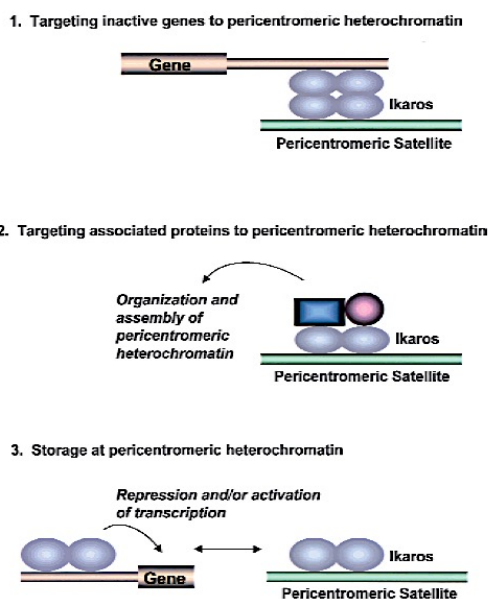 1. Targeting inactive genes to pericentromeric heterochromatin
Gene
Ikaros
Pericentromeric Satellite
2. Targeting associated proteins to pericentromeric heterochromatin
Organization and
assembly of
pericentromeric
heterochromatin
Ikaros
Pericentromeric Satellite
3. Storage at pericentromeric heterochromatin
Repression and/or activation
of transcription
Ikaros
Gene
Pericentromeric Satellite